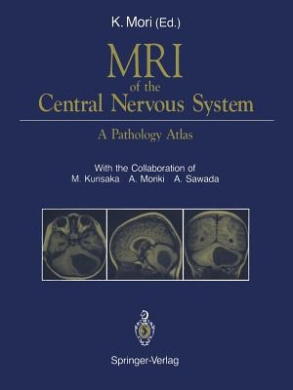 K. Mori (Ed.)
MRI
of the
Central Nervous System
A Pathology Atlas
With the Collaboration of
M. Kurisaka A. Moriki A. Sawada
Springer-Verlag